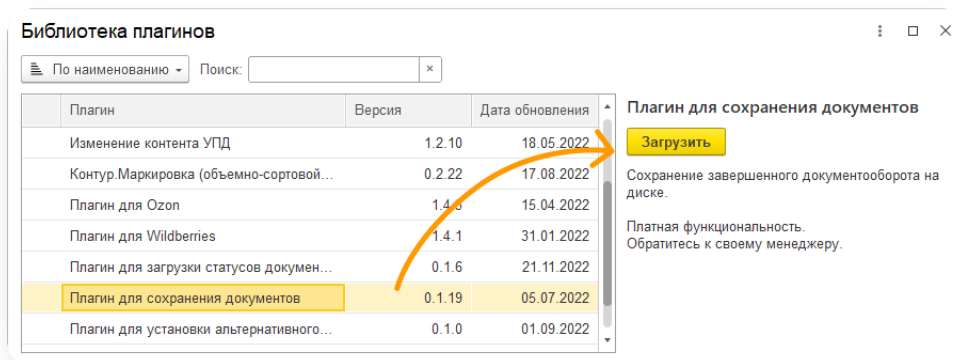 Библиотека плагинов
По наименованию
Поиск:
Плагин Версия Дата обновления
Изменение контента УПД 1.2.10 18.05.2022
Контур.Маркировка (объемно-сортовой... 0.2.22 17.08.2022
Плагин для Ozon 1.4. 15.04.2022
Плагин для Wildberries 1.4.1 31.01.2022
Плагин для загрузки статусов докумен... 0.1.6 21.11.2022
Плагин для сохранения документов 0.1.19 05.07.2022
Плагин для установки альтернативного... 0.1.0 01.09.2022
Плагин для сохранения документов
Загрузить
Сохранение завершенного документооборота на
диске.
Платная функциональность.
Обратитесь к своему менеджеру.